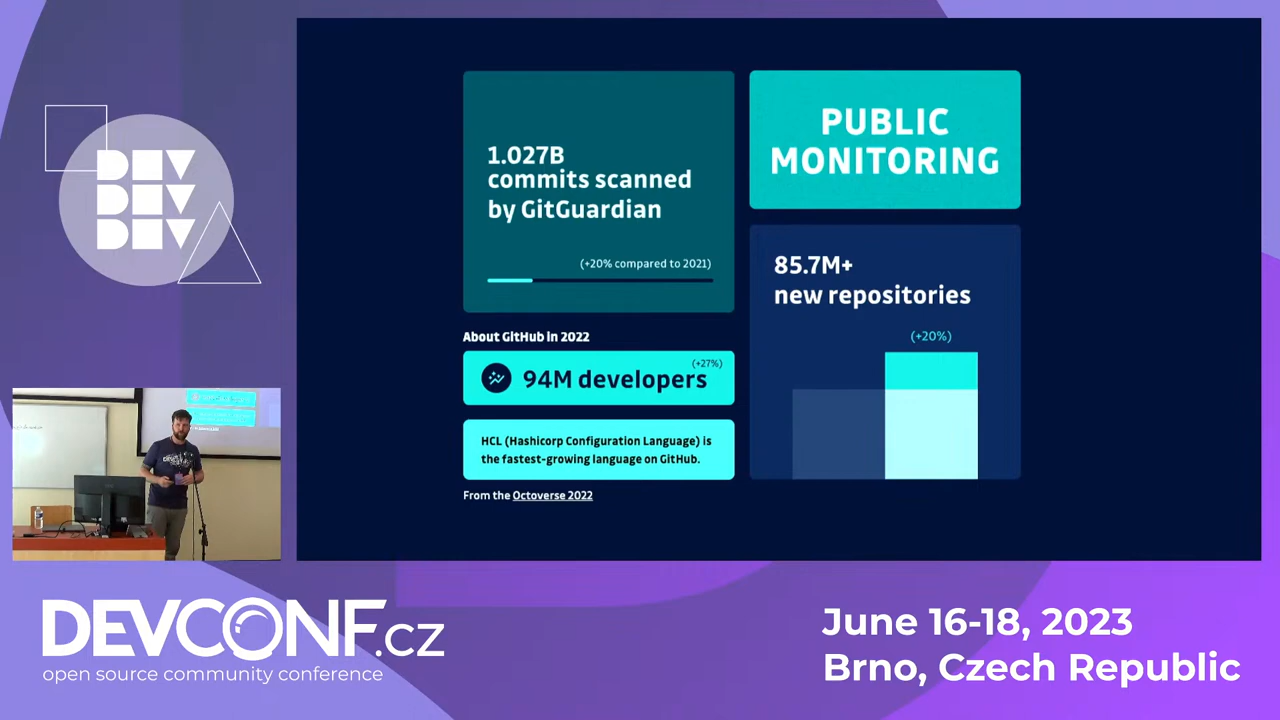 DEV
DEV
DEV
1.027B
commits scanned
by GitGuardian
(+20% compared to 2021)
PUBLIC
MONITORING
85.7M+
new repositories
(+20%)
About GitHub in 2022
(+27%)
94M developers
HCL (Hashicorp Configuration Language) is
the fastest-growing language on GitHub.
From the Octoverse 2022
DEVCONF.cz
open source community conference
June 16-18, 2023
Brno, Czech Republic